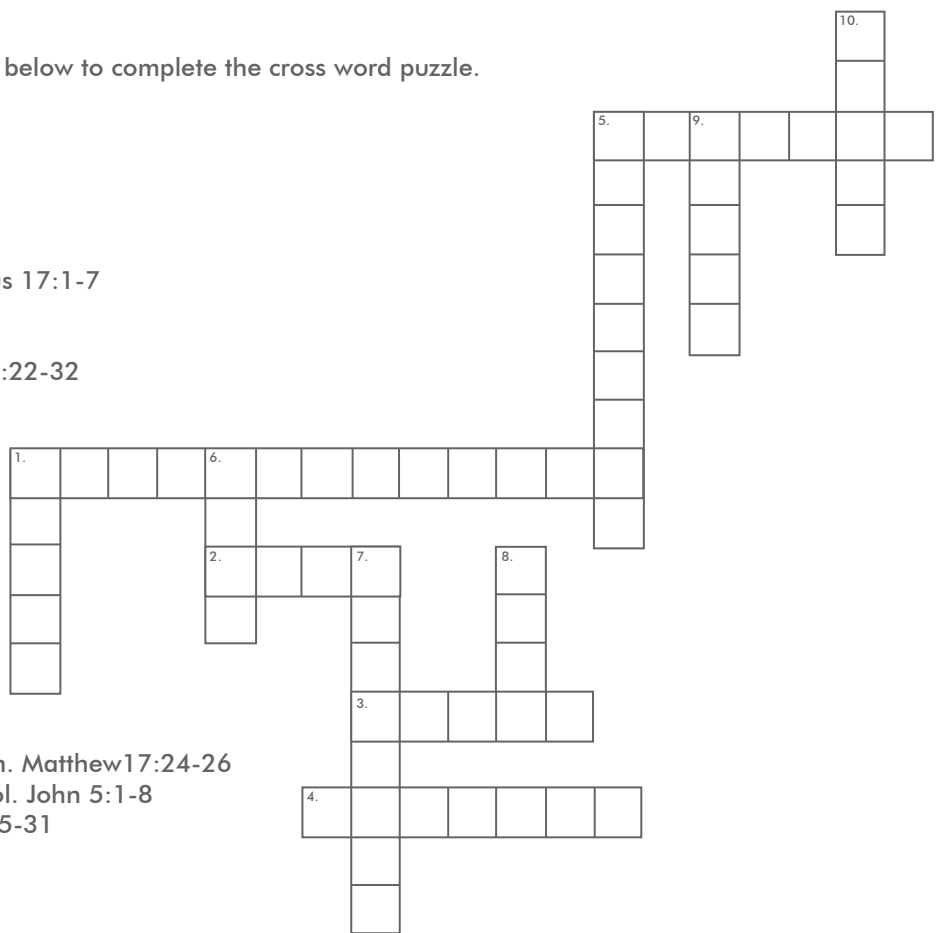 10.
below to complete the cross word puzzle.
5. 9.
17:1-7
:22-32
1. 6.
2. 7. 8.
3.
Matthew17:24-26
4.
John 5:1-8
5-31